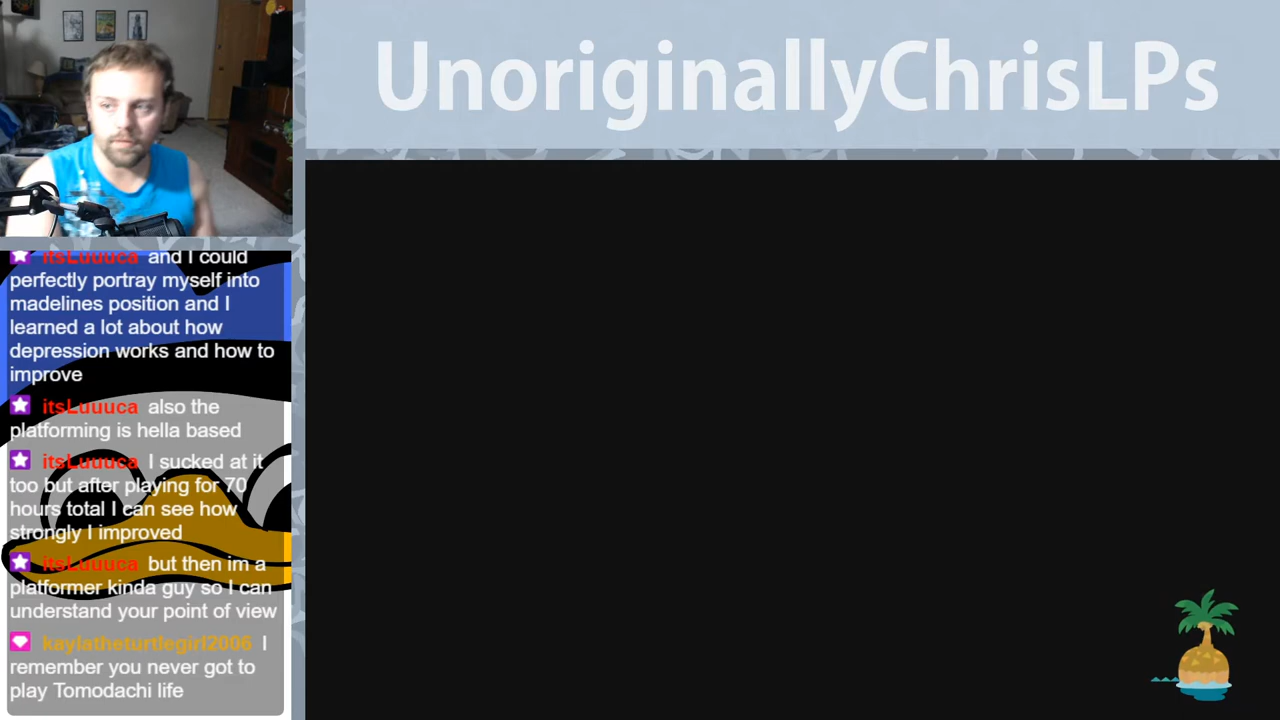 UnoriginallyChrisLPs
itsLuuuca and I could
perfectly portray myself into
madelines position and I
learned a lot about how
depression works and how to
improve
itsLuuuca also the
platforming is hella based
itsLuuuca I sucked at it
too but after playing for 70
hours total I can see how
strongly I improved
itsLuuuca but then im a
platformer kinda guy so I can
understand your point of view
kaylatheturtlegirl2006 I
remember you never got to
play Tomodachi life